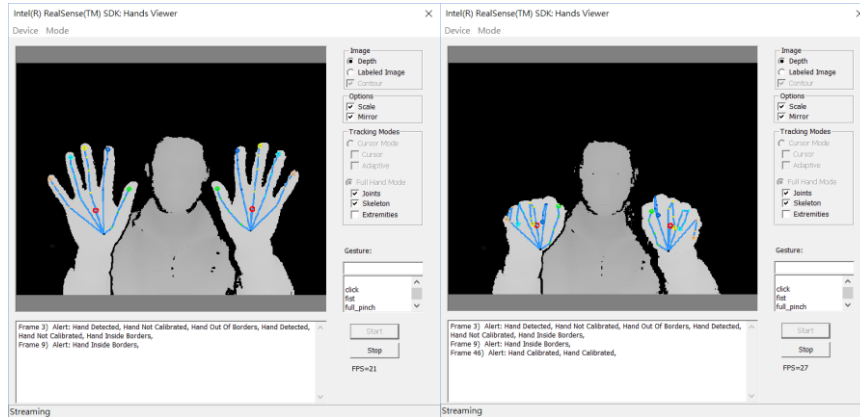 Intel(R) RealSense(TM) SDK: Hands Viewer
Device Mode
Image
Depth
Labeled Image
Contour
Options
Scale
Mirror
Tracking Modes
Cursor Mode
Cursor
Adaptive
Full Hand Mode
Joints
Skeleton
Extremities
Gesture:
click
fist
full_pinch
Frame 3) Alert: Hand Detected, Hand Not Calibrated, Hand Out Of Borders, Hand Detected,
Hand Not Calibrated, Hand Inside Borders,
Frame 9) Alert: Hand Inside Borders,
Start
Stop
FPS=21
Streaming
Intel(R) RealSense(TM) SDK: Hands Viewer
Device Mode
Image
Depth
Labeled Image
Contour
Options
Scale
Mirror
Tracking Modes
Cursor Mode
Cursor
Adaptive
Full Hand Mode
Joints
Skeleton
Extremities
Gesture:
click
fist
full_pinch
Frame 3) Alert: Hand Detected, Hand Not Calibrated, Hand Out Of Borders, Hand Detected,
Hand Not Calibrated, Hand Inside Borders,
Frame 9) Alert: Hand Inside Borders,
Frame 46) Alert: Hand Calibrated, Hand Calibrated,
Start
Stop
FPS=27
Streaming